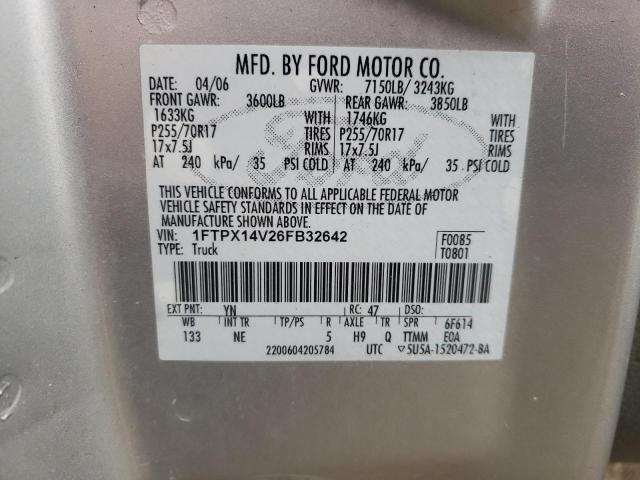 MFD. BY FORD MOTOR CO.
DATE: 04/06 GVWR: 7150LB/ 3243KG
FRONT GAWR: 3600LB REAR GAWR: 3850LB
1633KG WITH 1746KG WITH
P255/70R17 TIRES P255/70R17 TIRES
17x7.5J RIMS 17x7.5J RIMS
AT 240 kPa/ 35 PSI COLD AT 240 kPa/ 35 PSI COLD
THIS VEHICLE CONFORMS TO ALL APPLICABLE FEDERAL MOTOR
VEHICLE SAFETY STANDARDS IN EFFECT ON THE DATE OF
MANUFACTURE SHOWN ABOVE.
VIN: 1FTPX14V26FB32642 F0085
TYPE: Truck T0801
EXT PNT: YN RC: 47 DSO:
WB INT TR TP/PS R AXLE TR SPR 6F614
133 NE 5 H9 Q TTMM E0A
2200604205784 UTC ▽5U5A-1520472-BA
Ford